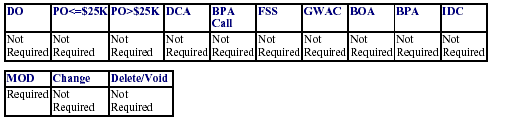 DO PO<=$25K PO>$25K DCA BPA Call FSS GWAC BOA BPA IDC
Not Required Not Required Not Required Not Required Not Required Not Required Not Required Not Required Not Required Not Required
MOD Change Delete/Void
Required Not Required Not Required